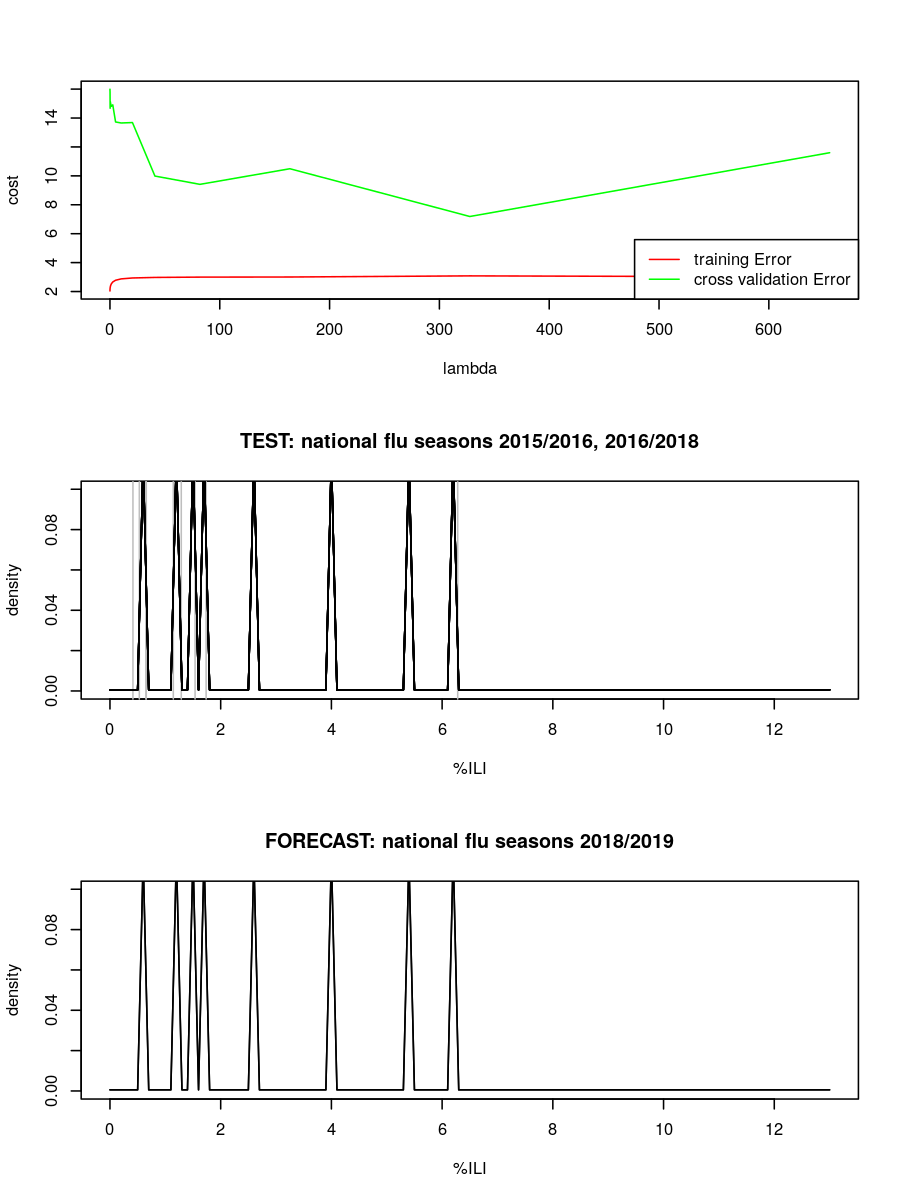 cost
14
10
8
6
4
2
training Error
cross validation Error
0 100 200 300 400 500 600
lambda
TEST: national flu seasons 2015/2016, 2016/2018
density
0.08
0.04
0.00
0 2 4 6 8 10 12
%ILI
FORECAST: national flu seasons 2018/2019
density
0.08
0.04
0.00
0 2 4 6 8 10 12
%ILI